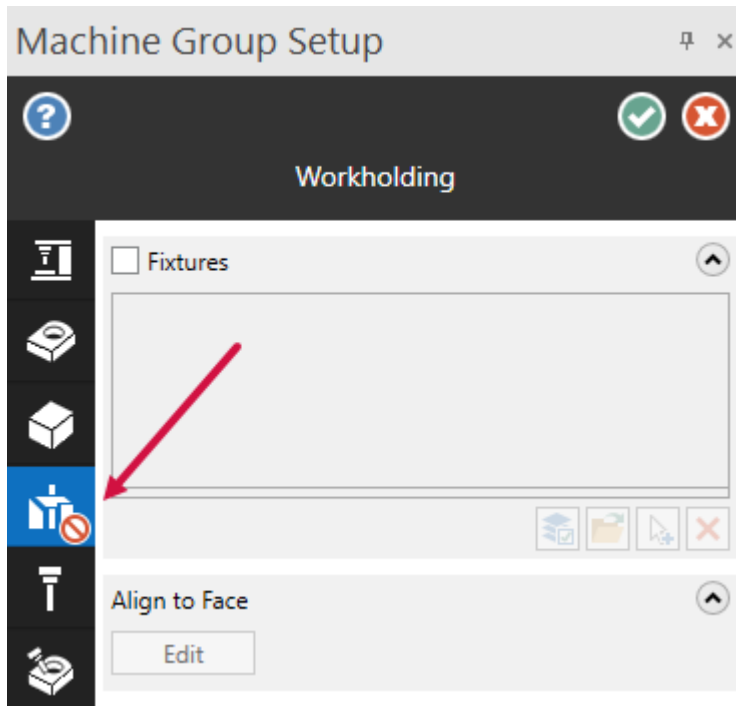 Machine Group Setup
Workholding
Fixtures
Align to Face
Edit